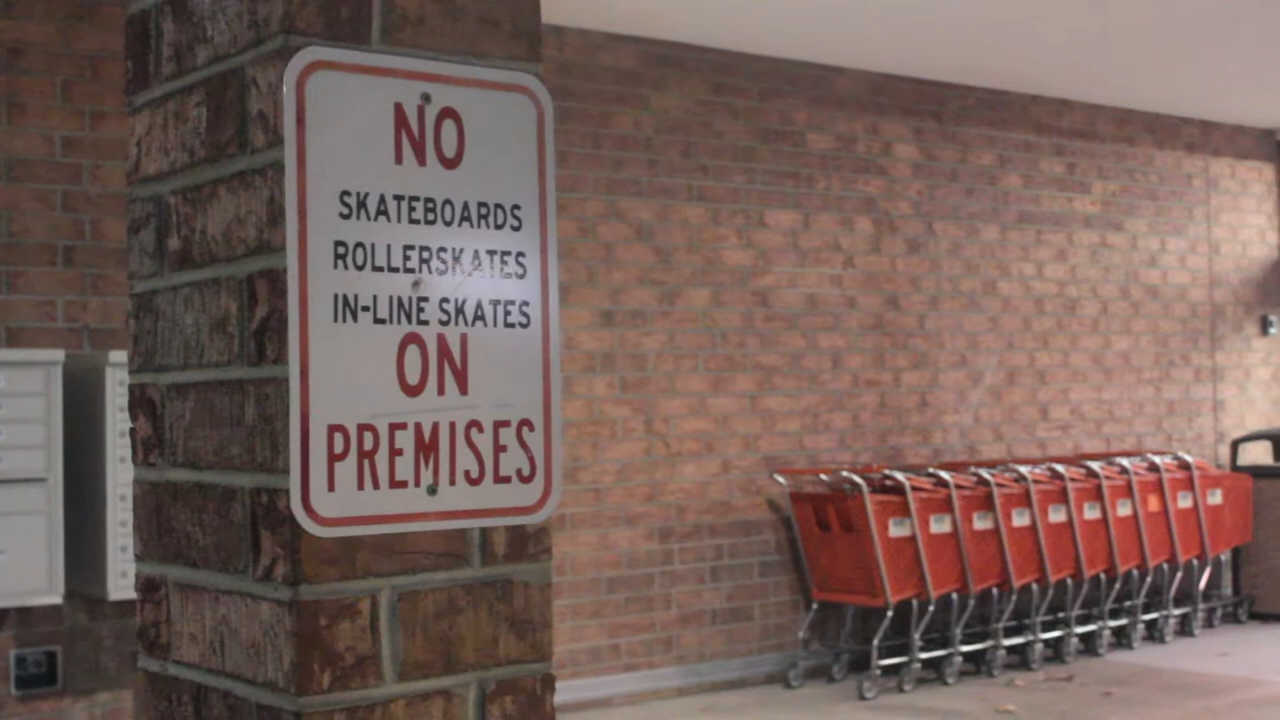 NO
SKATEBOARDS
ROLLERSKATES
IN-LINE SKATES
ON
PREMISES